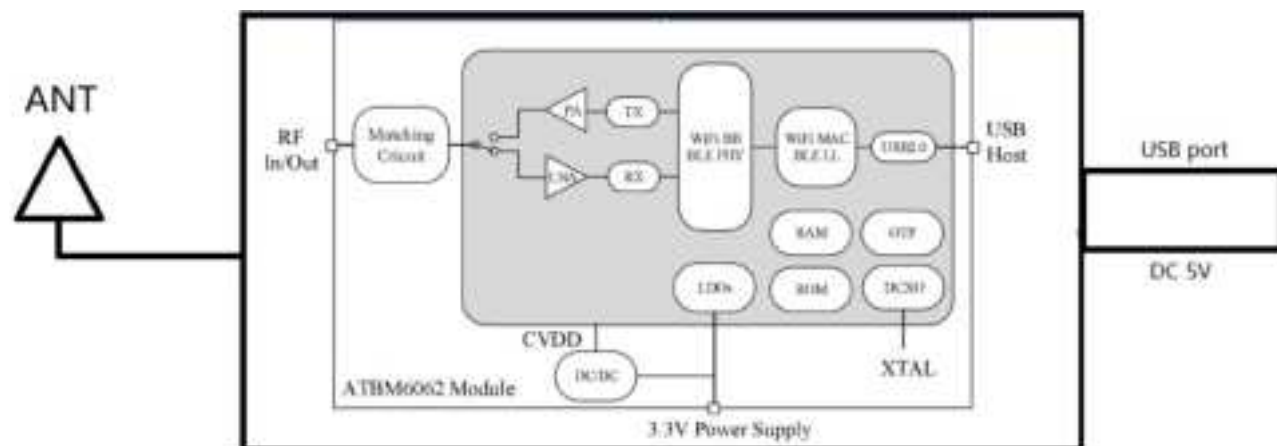 ANT
RF
In/Out
Matching
Circuit
PA
TX
LNA
RX
WiFi BB
BLE PHY
WiFi MAC
BLE LL
USB2.0
USB
Host
USB port
DC 5V
RAM
OTP
LDOs
ROM
CVDD
DC/DC
XTAL
ATBM6062 Module
3.3V Power Supply